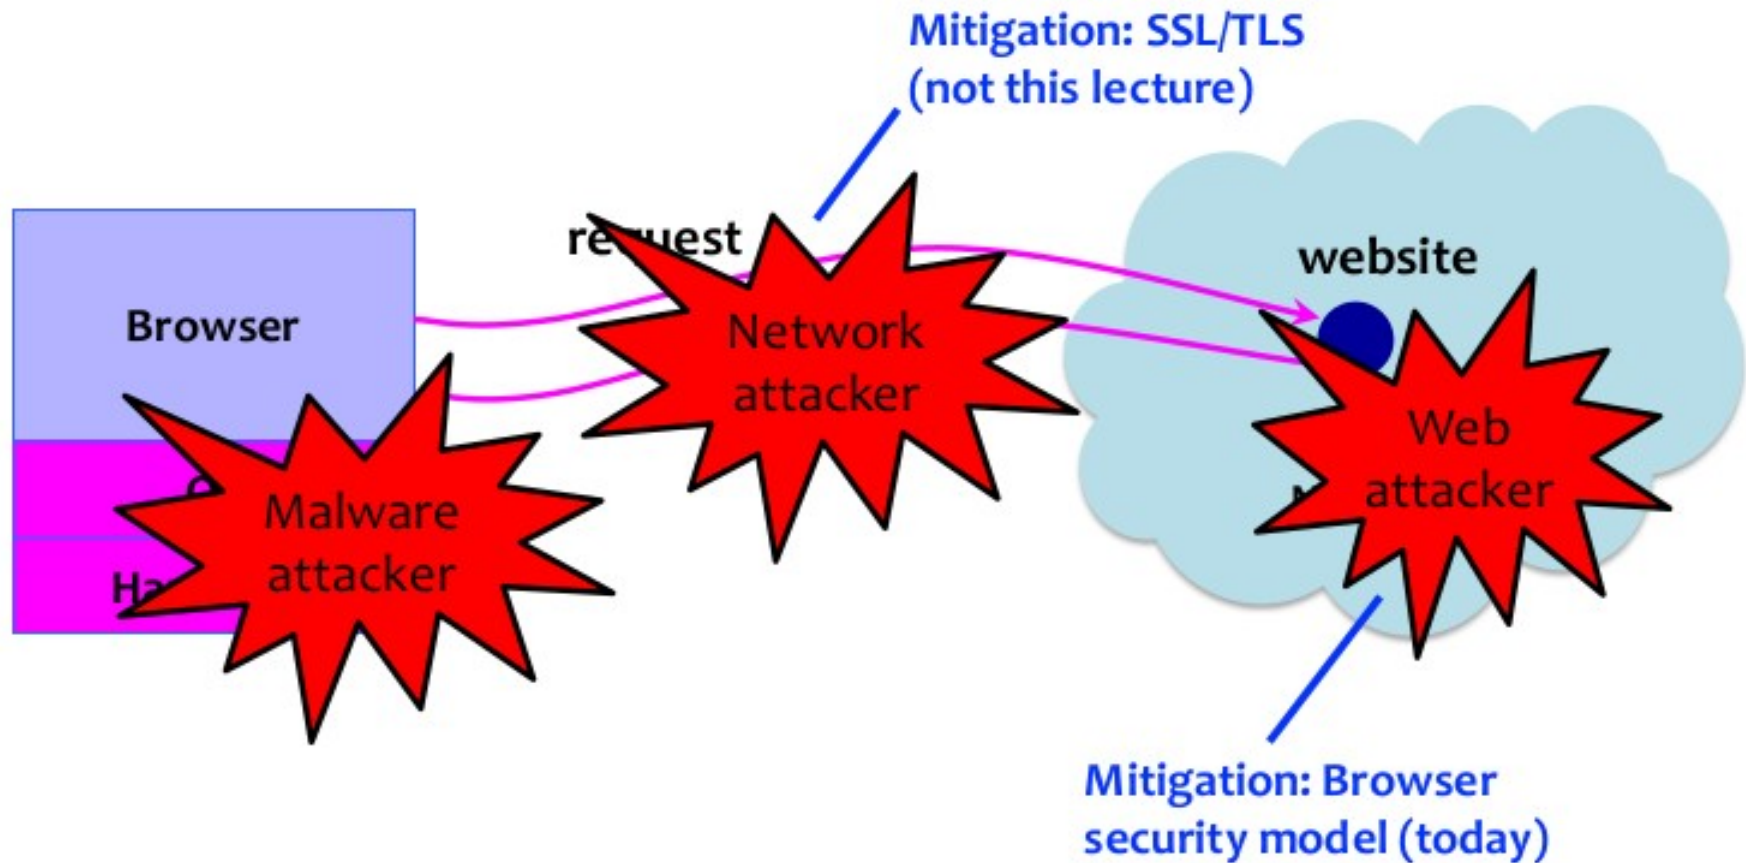 Mitigation: SSL/TLS
(not this lecture)
request
website
Browser
Network
attacker
Web
attacker
Malware
attacker
Mitigation: Browser
security model (today)